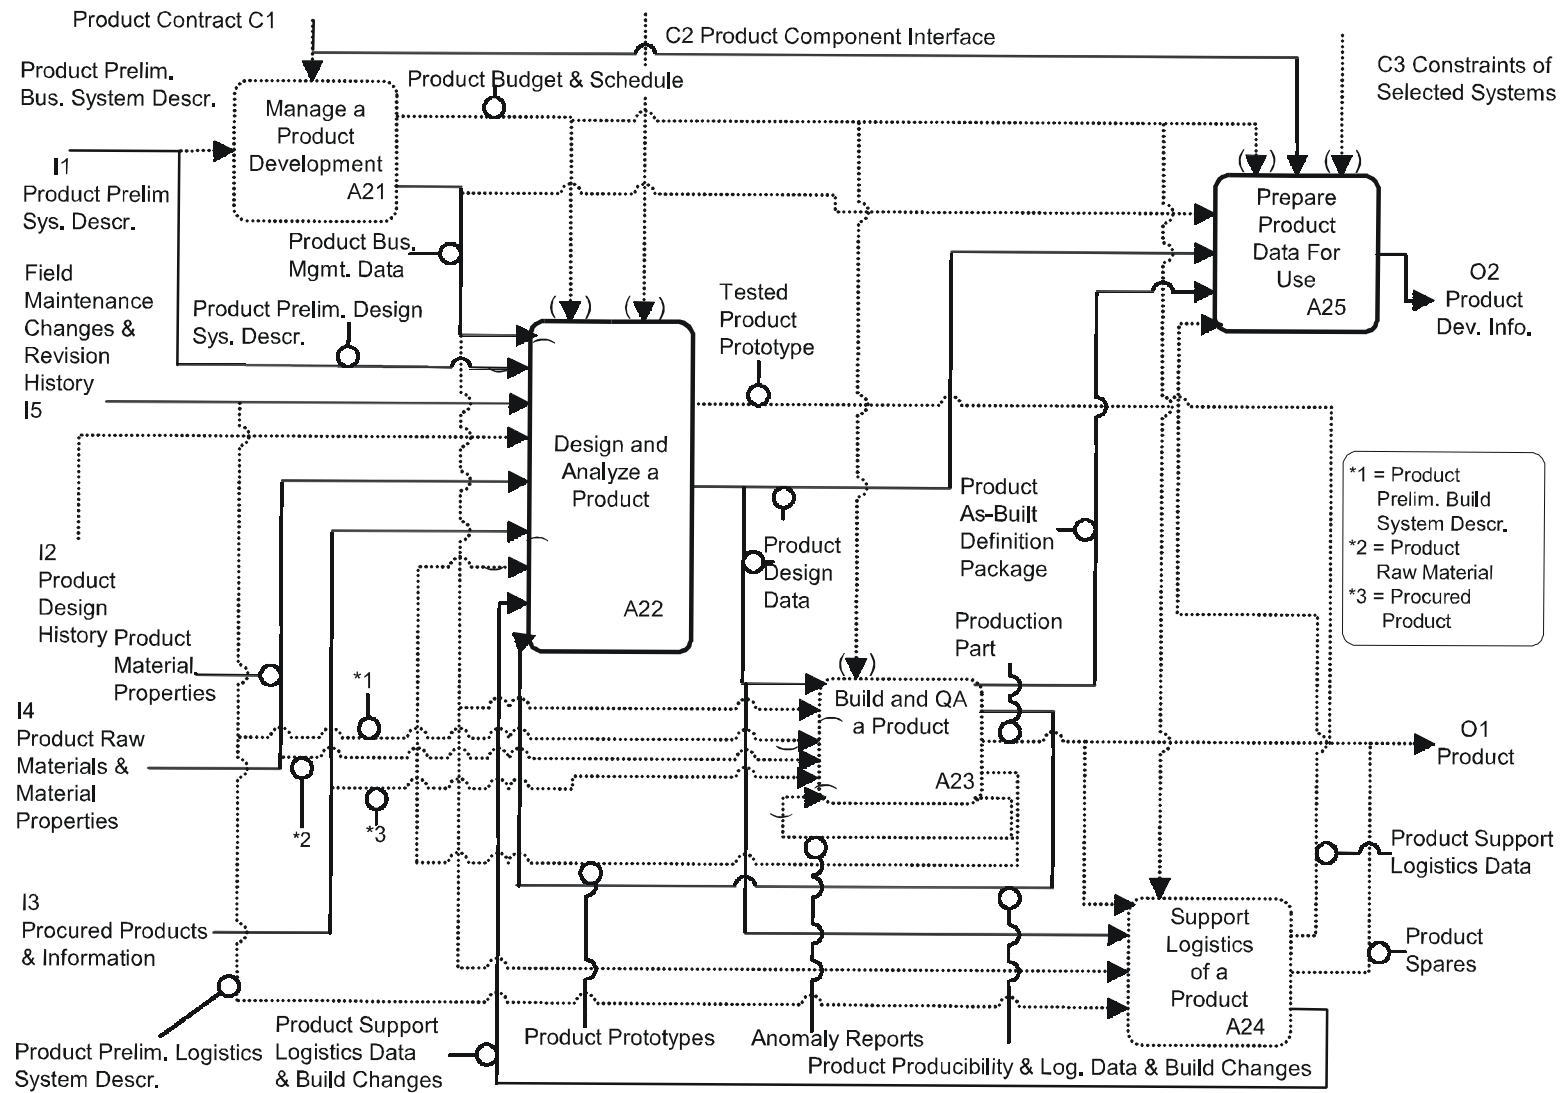 Product Contract C1
C2 Product Component Interface
C3 Constraints of
Selected Systems
Product Prelim.
Bus. System Descr.
Product Budget & Schedule
Manage a
Product
Development
A21
I1
Product Prelim
Sys. Descr.
Product Bus.
Mgmt. Data
Prepare
Product
Data For
Use
A25
O2
Product
Dev. Info.
Field
Maintenance
Changes &
Revision
History
I5
Product Prelim. Design
Sys. Descr.
Tested
Product
Prototype
Design and
Analyze a
Product
A22
*1 = Product
Prelim. Build
System Descr.
*2 = Product
Raw Material
*3 = Procured
Product
Product
As-Built
Definition
Package
Product
Design
Data
I2
Product
Design
History
Product
Material
Properties
Production
Part
*1
Build and QA
a Product
A23
I4
Product Raw
Materials &
Material
Properties
*2
*3
O1
Product
Product Support
Logistics Data
I3
Procured Products
& Information
Support
Logistics
of a
Product
A24
Product
Spares
Product Prelim. Logistics
System Descr.
Product Support
Logistics Data
& Build Changes
Product Prototypes
Anomaly Reports
Product Producibility & Log. Data & Build Changes